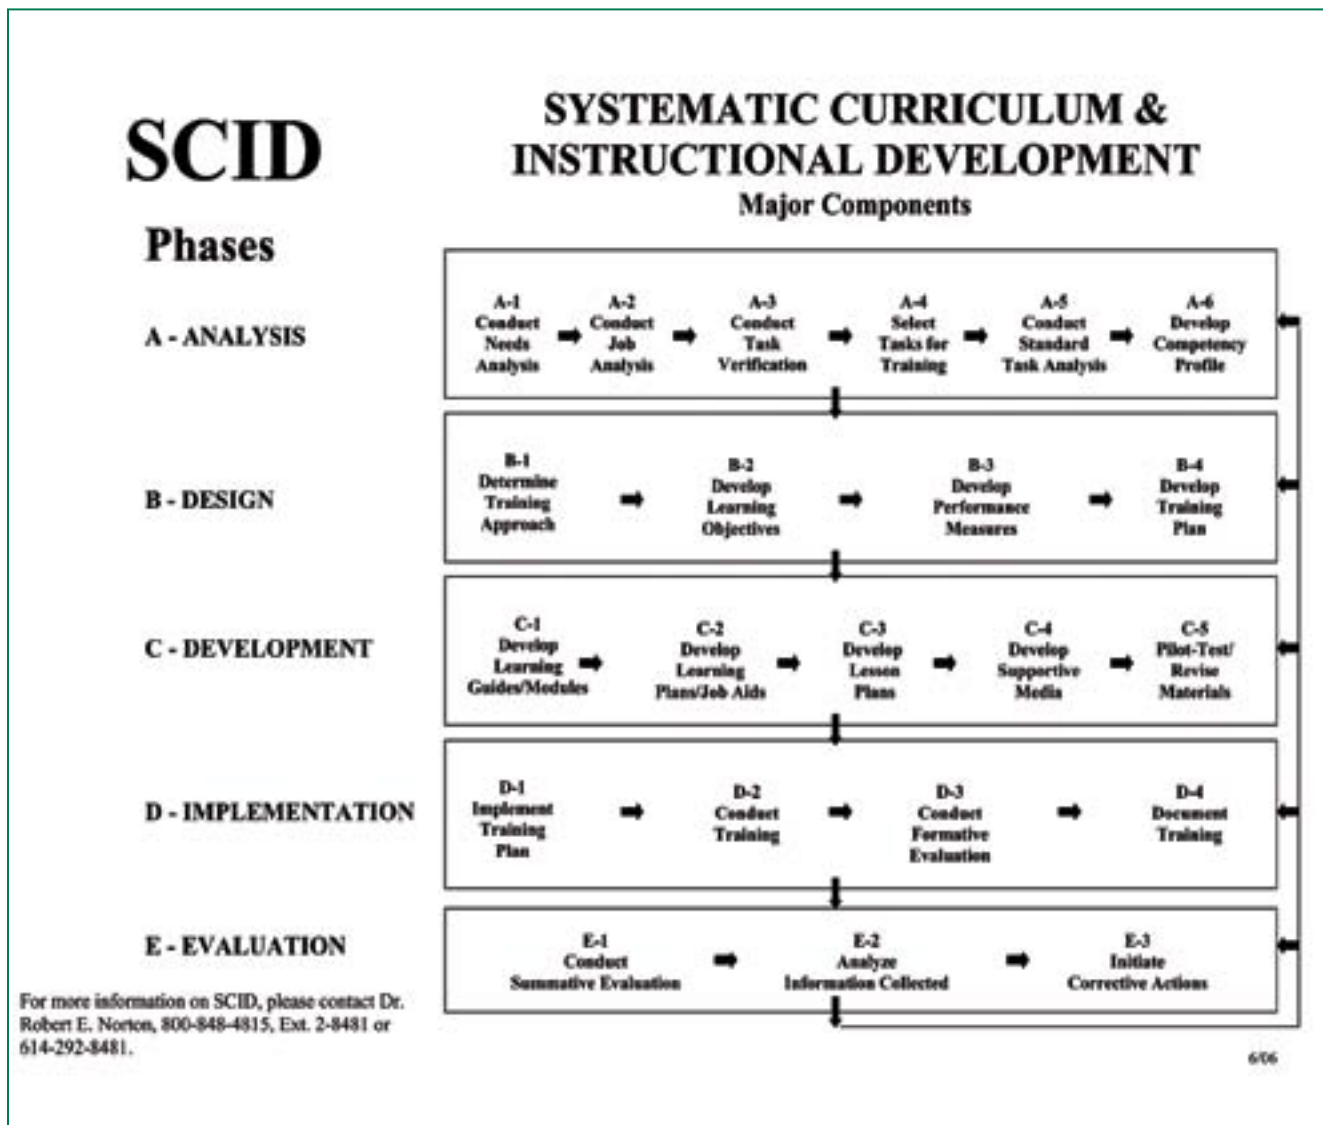 SCID
SYSTEMATIC CURRICULUM &
INSTRUCTIONAL DEVELOPMENT
Major Components
Phases
A - ANALYSIS
A-1
Conduct
Needs
Analysis
A-2
Conduct
Job
Analysis
A-3
Conduct
Task
Verification
A-4
Select
Tasks for
Training
A-5
Conduct
Standard
Task Analysis
A-6
Develop
Competency
Profile
B - DESIGN
B-1
Determine
Training
Approach
B-2
Develop
Learning
Objectives
B-3
Develop
Performance
Measures
B-4
Develop
Training
Plan
C - DEVELOPMENT
C-1
Develop
Learning
Guides/Modules
C-2
Develop
Learning
Plans/Job Aids
C-3
Develop
Lesson
Plans
C-4
Develop
Supportive
Media
C-5
Pilot-Test/
Revise
Materials
D - IMPLEMENTATION
D-1
Implement
Training
Plan
D-2
Conduct
Training
D-3
Conduct
Formative
Evaluation
D-4
Document
Training
E - EVALUATION
E-1
Conduct
Summative Evaluation
E-2
Analyze
Information Collected
E-3
Initiate
Corrective Actions
For more information on SCID, please contact Dr.
Robert E. Norton, 800-848-4815, Ext. 2-8481 or
614-292-8481.
6/06